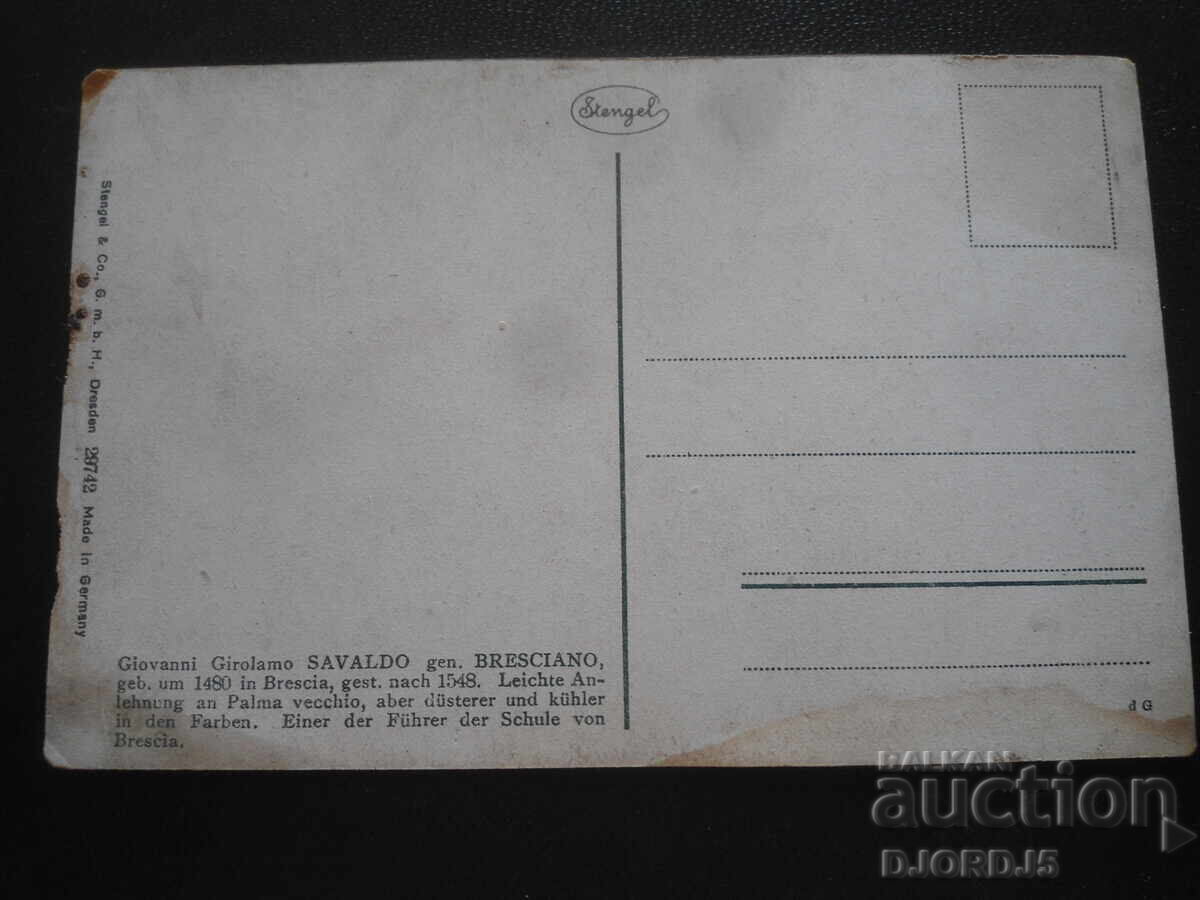 Stengel
Stengel & Co., G. m. b. H., Dresden 29742 Made in Germany
Giovanni Girolamo SAVALDO gen. BRESCIANO,
geb. um 1480 in Brescia, gest. nach 1548. Leichte An-
lehnung an Palma vecchio, aber düsterer und kühler
in den Farben. Einer der Führer der Schule von
Brescia.
d G
BALKAN
auction
DJORDJ5